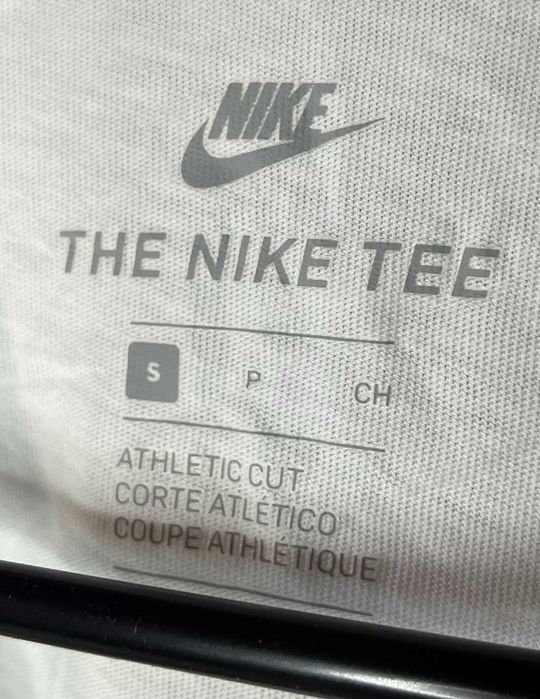 NIKE
THE NIKE TEE
S P CH
ATHLETIC CUT
CORTE ATLÉTICO
COUPE ATHLÉTIQUE